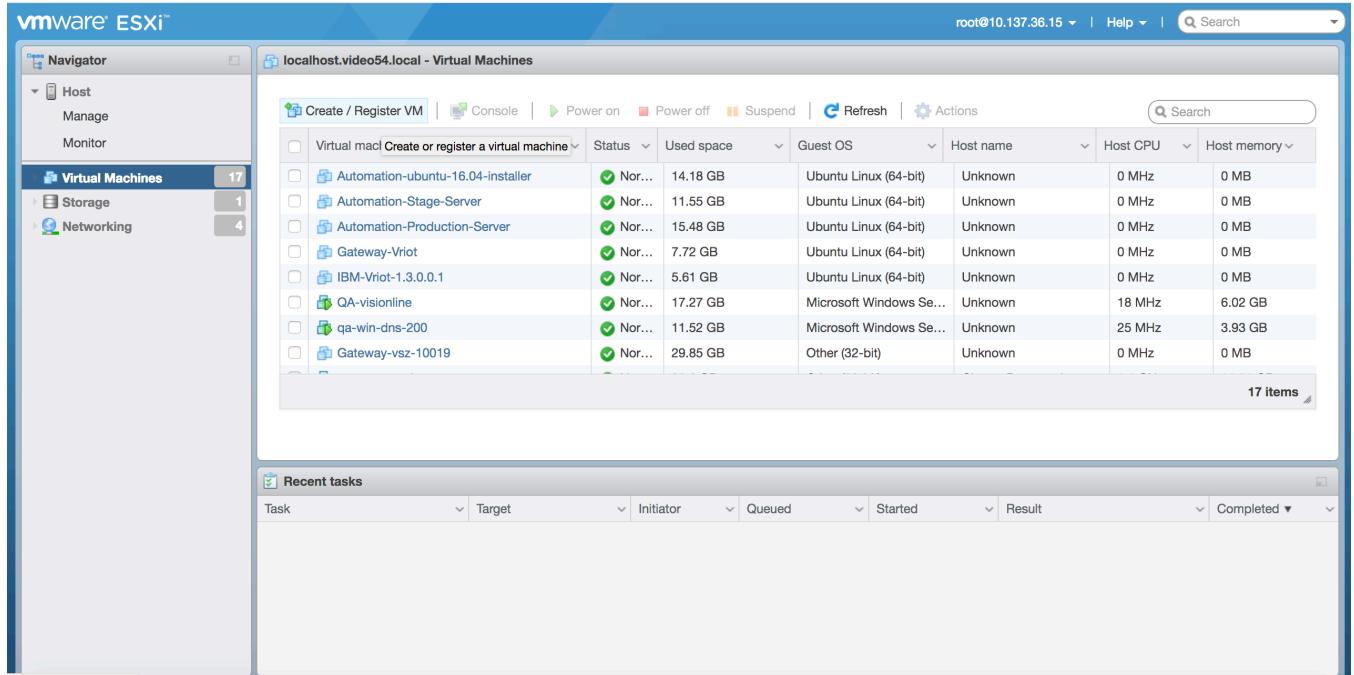 vmware ESXi™
root@10.137.36.15 | Help | Search
Navigator
Host
Manage
Monitor
Virtual Machines 17
Storage 1
Networking 4
localhost.video54.local - Virtual Machines
Create / Register VM | Console | Power on Power off Suspend | Refresh | Actions Search
Virtual Create or register a virtual machine Status Used space Guest OS Host name Host CPU Host memory
Automation-ubuntu-16.04-installer Nor... 14.18 GB Ubuntu Linux (64-bit) Unknown 0 MHz 0 MB
Automation-Stage-Server Nor... 11.55 GB Ubuntu Linux (64-bit) Unknown 0 MHz 0 MB
Automation-Production-Server Nor... 15.48 GB Ubuntu Linux (64-bit) Unknown 0 MHz 0 MB
Gateway-Vriot Nor... 7.72 GB Ubuntu Linux (64-bit) Unknown 0 MHz 0 MB
IBM-Vriot-1.3.0.0.1 Nor... 5.61 GB Ubuntu Linux (64-bit) Unknown 0 MHz 0 MB
QA-visionline Nor... 17.27 GB Microsoft Windows Se... Unknown 18 MHz 6.02 GB
qa-win-dns-200 Nor... 11.52 GB Microsoft Windows Se... Unknown 25 MHz 3.93 GB
Gateway-vsz-10019 Nor... 29.85 GB Other (32-bit) Unknown 0 MHz 0 MB
17 items
Recent tasks
Task Target Initiator Queued Started Result Completed ▼